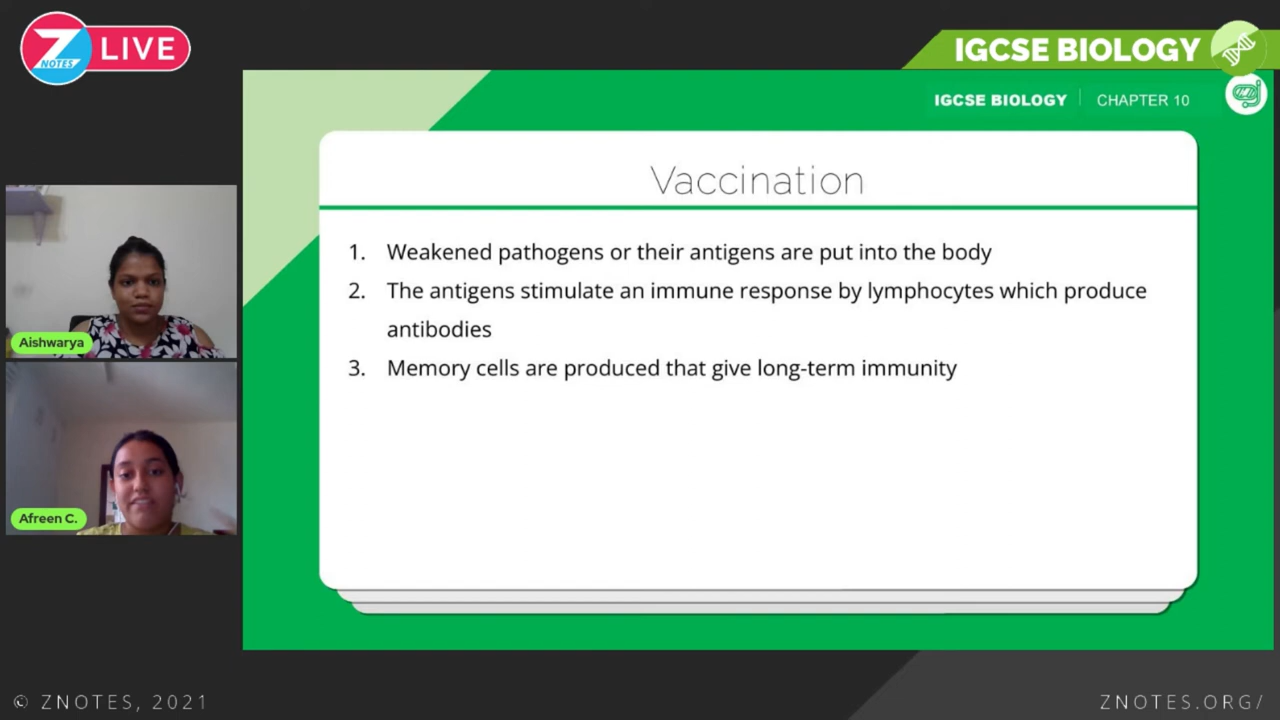 Z NOTES LIVE
IGCSE BIOLOGY
IGCSE BIOLOGY | CHAPTER 10
Vaccination
1. Weakened pathogens or their antigens are put into the body
2. The antigens stimulate an immune response by lymphocytes which produce
antibodies
3. Memory cells are produced that give long-term immunity
Aishwarya
Afreen C.
© ZNOTES, 2021
ZNOTES.ORG/